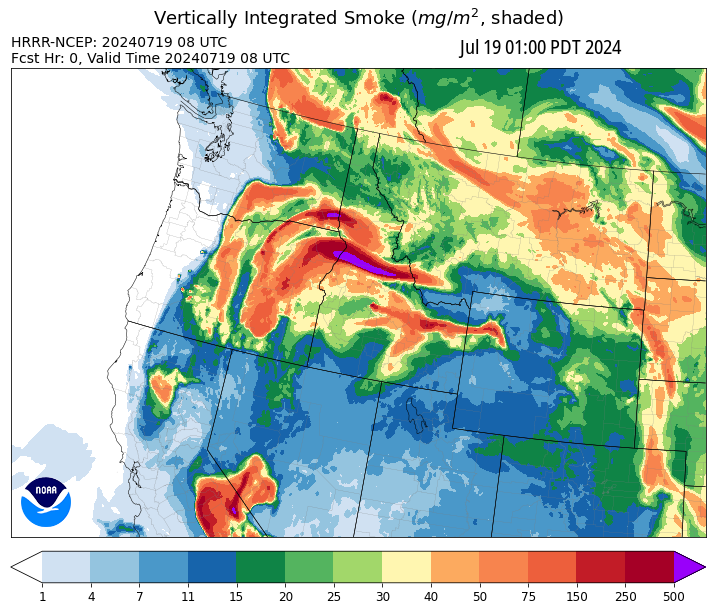 Vertically Integrated Smoke (mg/m², shaded)
HRRR-NCEP: 20240719 08 UTC
Jul 19 01:00 PDT 2024
Fcst Hr: 0, Valid Time 20240719 08 UTC
NOAA
1 4 7 11 15 20 25 30 40 50 75 150 250 500